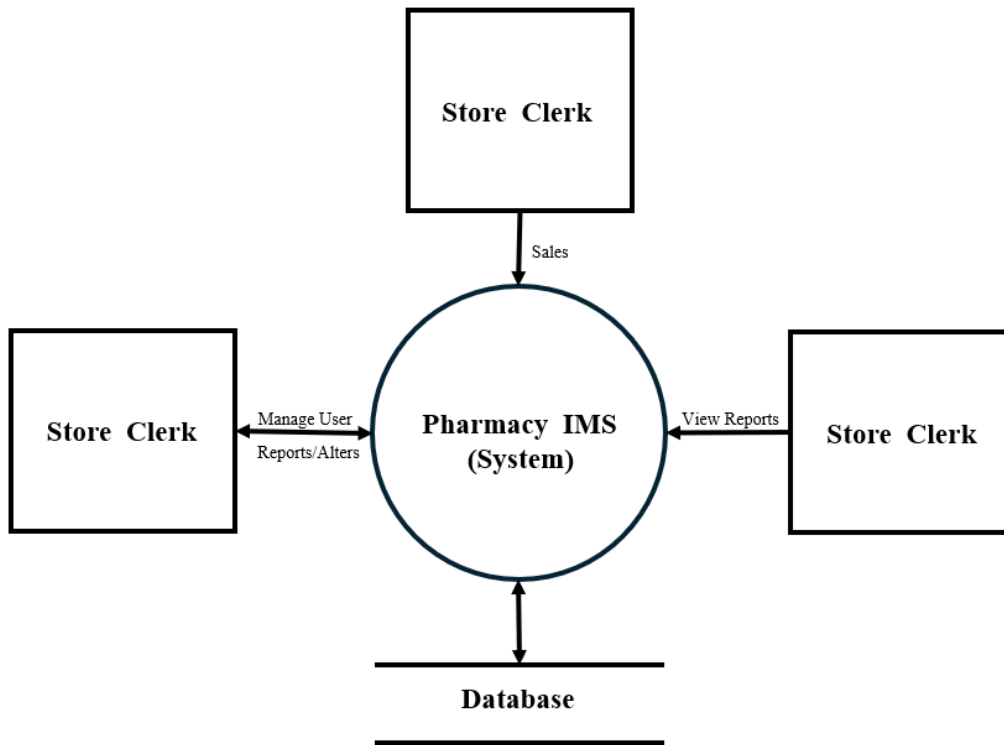 Store Clerk
Sales
Store Clerk
Manage User
Reports/Alters
Pharmacy IMS
(System)
View Reports
Store Clerk
Database